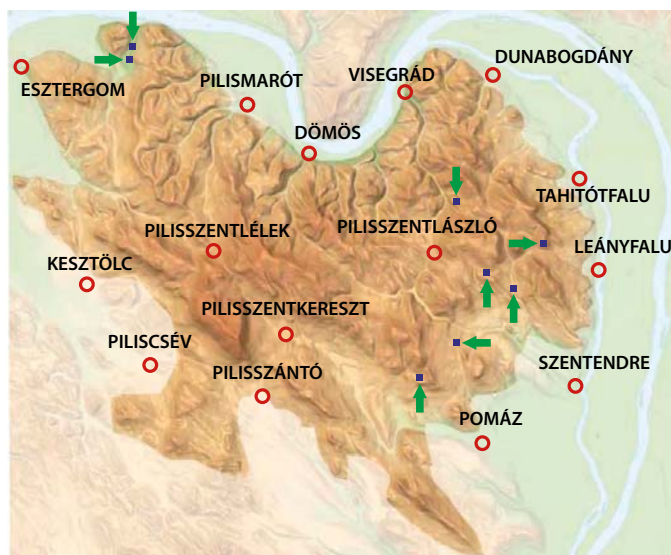 DUNABOGDÁNY
VISEGRÁD
ESZTERGOM
PILISMARÓT
DÖMÖS
TAHITÓTFALU
PILISSZENTLÉLEK
PILISSZENTLÁSZLÓ
LEÁNYFALU
KESZTÖLC
PILISSZENTKERESZT
PILISCSÉV
PILISSZÁNTÓ
SZENTENDRE
POMÁZ